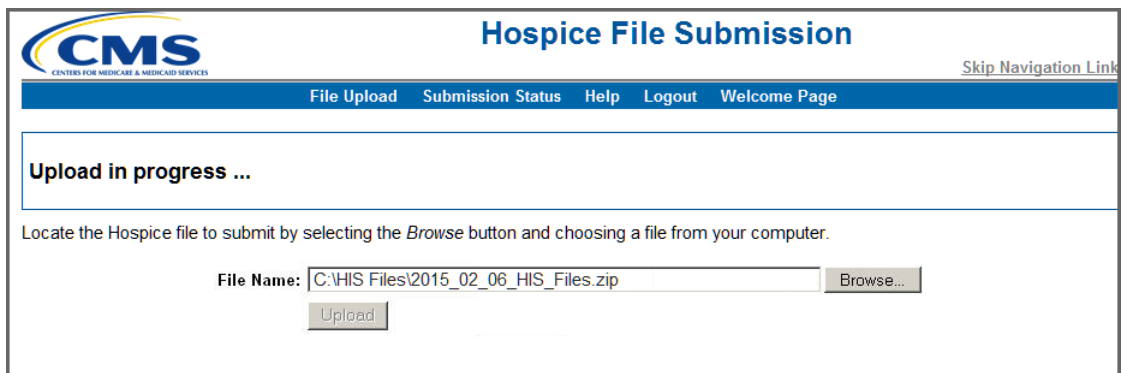 CMS
CENTERS FOR MEDICARE & MEDICAID SERVICES
Hospice File Submission
Skip Navigation Link
File Upload Submission Status Help Logout Welcome Page
Upload in progress ...
Locate the Hospice file to submit by selecting the Browse button and choosing a file from your computer.
File Name: C:\HIS Files\2015_02_06_HIS_Files.zip Browse...
Upload